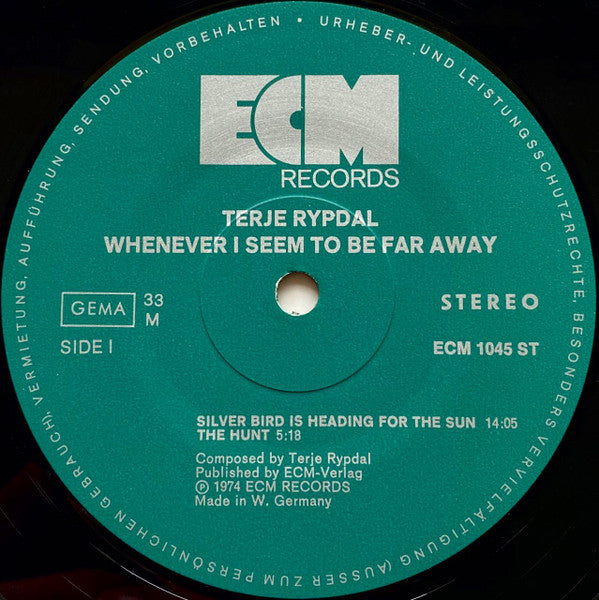 URHEBER- UND LEISTUNGSSCHUTZRECHTE, BESONDERS VERVIELFÄLTIGUNG (AUSSER ZUM PERSÖNLICHEN GEBRAUCH), VERMIETUNG, AUFFÜHRUNG, SENDUNG, VORBEHALTEN •
ECM
RECORDS
TERJE RYPDAL
WHENEVER I SEEM TO BE FAR AWAY
GEMA 33 M
STEREO
SIDE I
ECM 1045 ST
SILVER BIRD IS HEADING FOR THE SUN 14:05
THE HUNT 5:18
Composed by Terje Rypdal
Published by ECM-Verlag
Ⓟ 1974 ECM RECORDS
Made in W. Germany